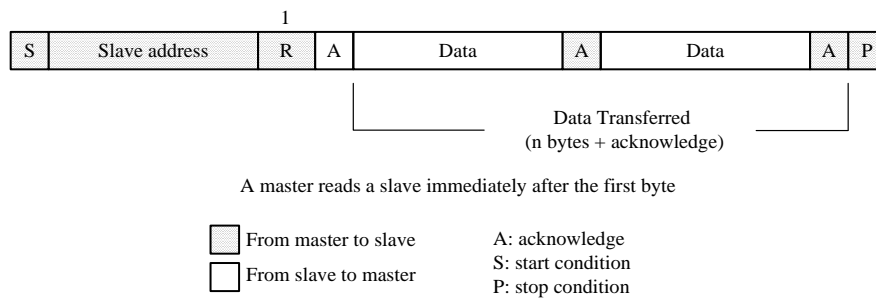 1
S Slave address R A Data A Data A P
Data Transferred
(n bytes + acknowledge)
A master reads a slave immediately after the first byte
From master to slave
From slave to master
A: acknowledge
S: start condition
P: stop condition